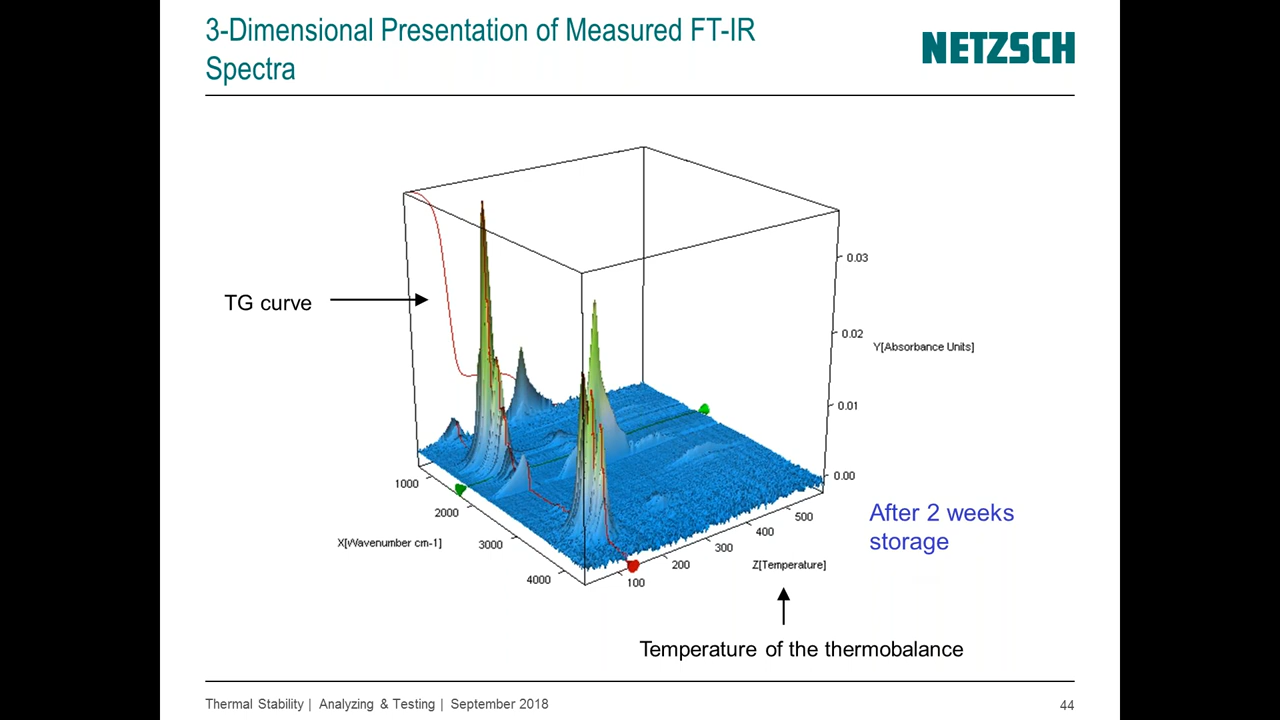 3-Dimensional Presentation of Measured FT-IR
Spectra
NETZSCH
TG curve
0.03
0.02
Y[Absorbance Units]
0.01
0.00
1000
2000
3000
4000
X[Wavenumber cm-1]
100
200
300
400
500
Z[Temperature]
After 2 weeks
storage
Temperature of the thermobalance
Thermal Stability | Analyzing & Testing | September 2018
44